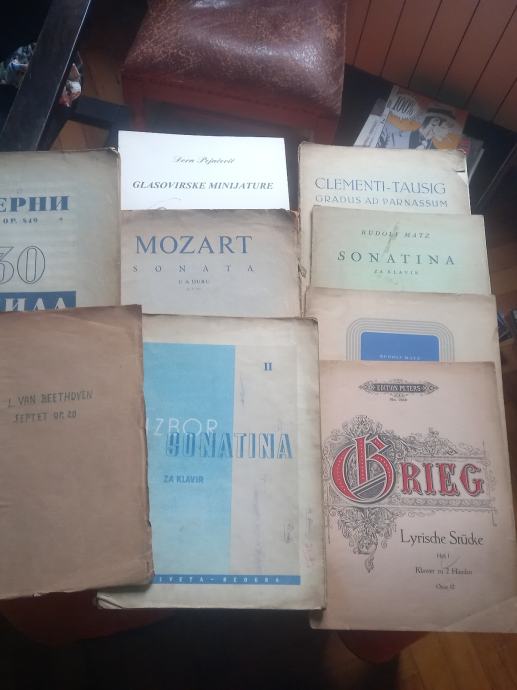 ЕРНИ
OP. 849
30
Dora Pejačević
GLASOVIRSKE MINIJATURE
CLEMENTI-TAUSIG
GRADUS AD PARNASSUM
100%
MOZART
SONATA
RUDOLF MATZ
SONATINA
ZA KLAVIR
RUDOLF MATZ
L. VAN BEETHOVEN
SEPTET OP. 20
II
IZBOR
SONATINA
ZA KLAVIR
EDITION PETERS
GRIEG
Lyrische Stücke
Heft I
Klavier zu 2 Händen
Opus 12